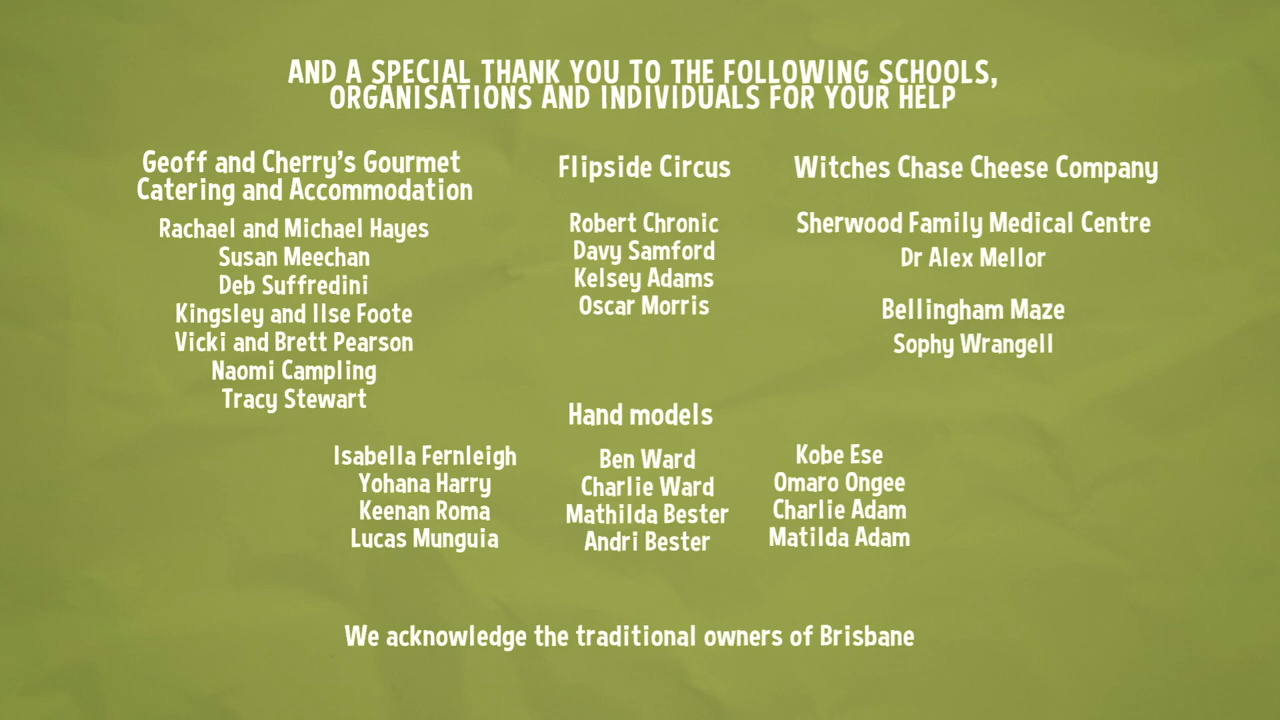 AND A SPECIAL THANK YOU TO THE FOLLOWING SCHOOLS,
ORGANISATIONS AND INDIVIDUALS FOR YOUR HELP
Geoff and Cherry's Gourmet
Catering and Accommodation
Rachael and Michael Hayes
Susan Meechan
Deb Suffredini
Kingsley and Ilse Foote
Vicki and Brett Pearson
Naomi Campling
Tracy Stewart
Flipside Circus
Robert Chronic
Davy Samford
Kelsey Adams
Oscar Morris
Witches Chase Cheese Company
Sherwood Family Medical Centre
Dr Alex Mellor
Bellingham Maze
Sophy Wrangell
Hand models
Isabella Fernleigh
Yohana Harry
Keenan Roma
Lucas Munguia
Ben Ward
Charlie Ward
Mathilda Bester
Andri Bester
Kobe Ese
Omaro Ongee
Charlie Adam
Matilda Adam
We acknowledge the traditional owners of Brisbane